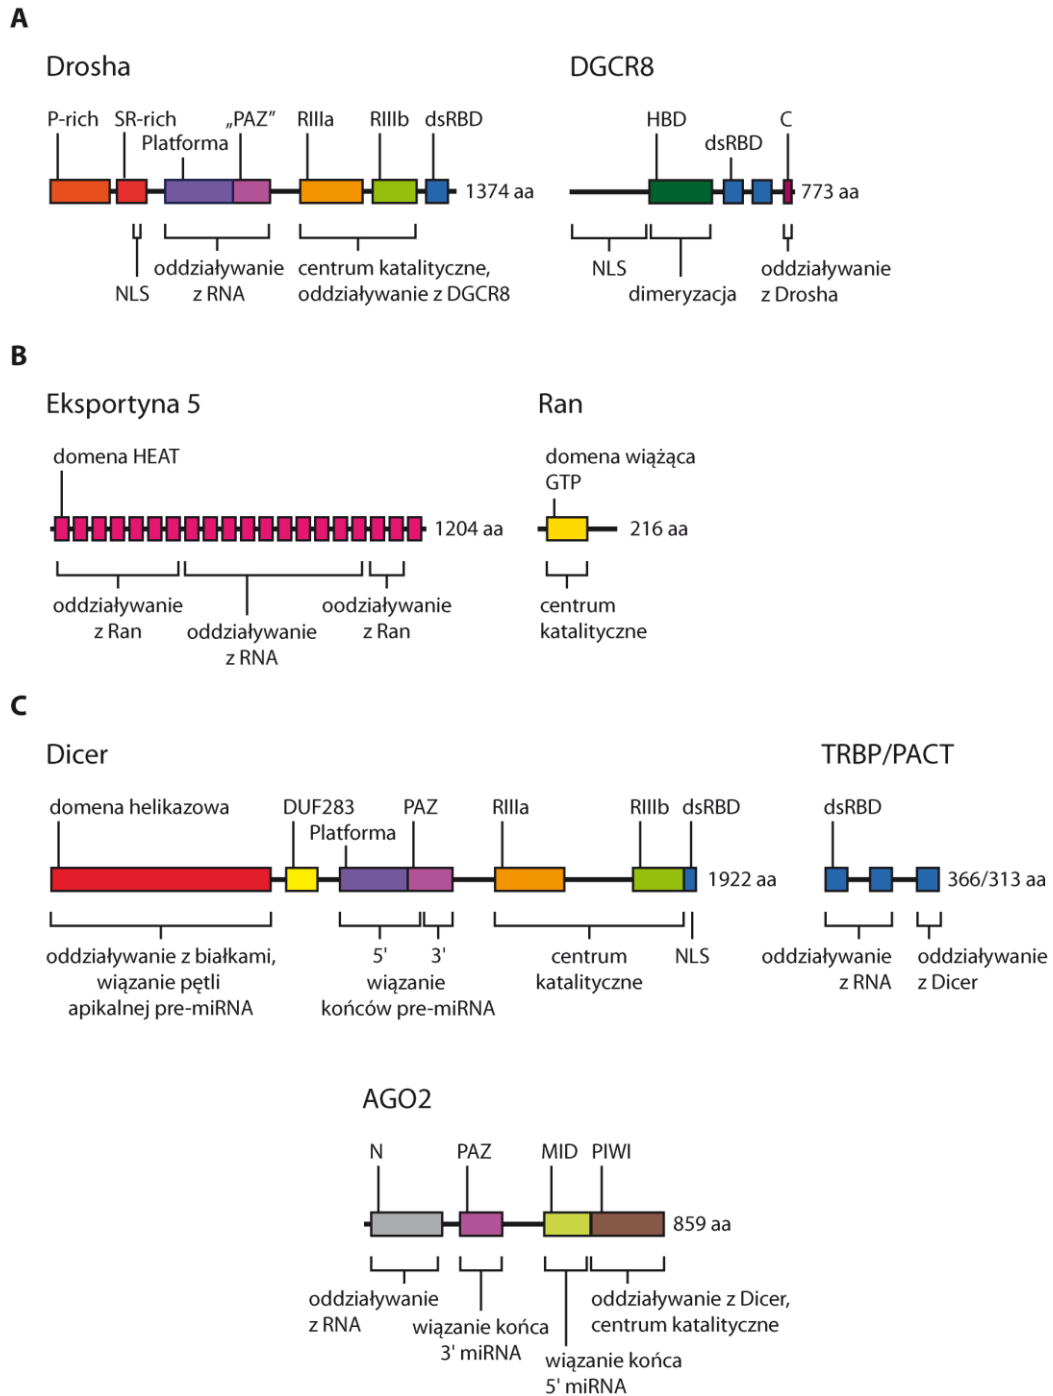 A
Drosha
DGCR8
P-rich
SR-rich
„PAZ”
RIIIa
RIIIb
dsRBD
Platforma
1374 aa
NLS
oddziaływanie
z RNA
centrum katalityczne,
oddziaływanie z DGCR8
HBD
C
dsRBD
773 aa
NLS
dimeryzacja
oddziaływanie
z Drosha
B
Eksportyna 5
Ran
domena HEAT
1204 aa
oddziaływanie
z Ran
oddziaływanie
z RNA
oodziaływanie
z Ran
domena wiążąca
GTP
216 aa
centrum
katalityczne
C
Dicer
TRBP/PACT
domena helikazowa
DUF283
PAZ
RIIIa
RIIIb
dsRBD
Platforma
1922 aa
oddziaływanie z białkami,
wiązanie pętli
apikalnej pre-miRNA
5'
3'
wiązanie
końców pre-miRNA
centrum
katalityczne
NLS
dsRBD
366/313 aa
oddziaływanie
z RNA
oddziaływanie
z Dicer
AGO2
N
PAZ
MID
PIWI
859 aa
oddziaływanie
z RNA
wiązanie końca
3' miRNA
wiązanie końca
5' miRNA
oddziaływanie z Dicer,
centrum katalityczne